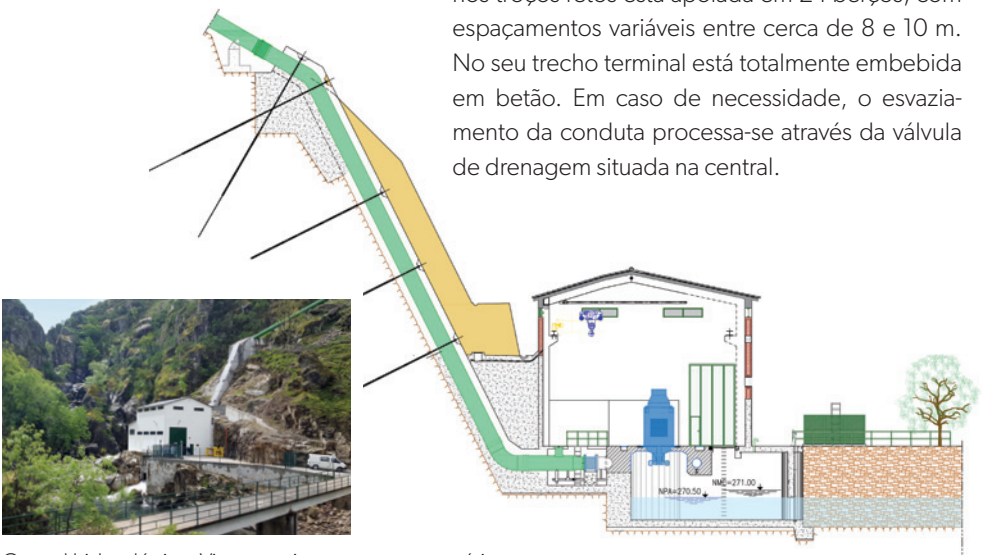 espaçamentos variáveis entre cerca de 8 e 10 m.
No seu trecho terminal está totalmente embebida
em betão. Em caso de necessidade, o esvazia-
mento da conduta processa-se através da válvula
de drenagem situada na central.
NPA=270.50
=271.00